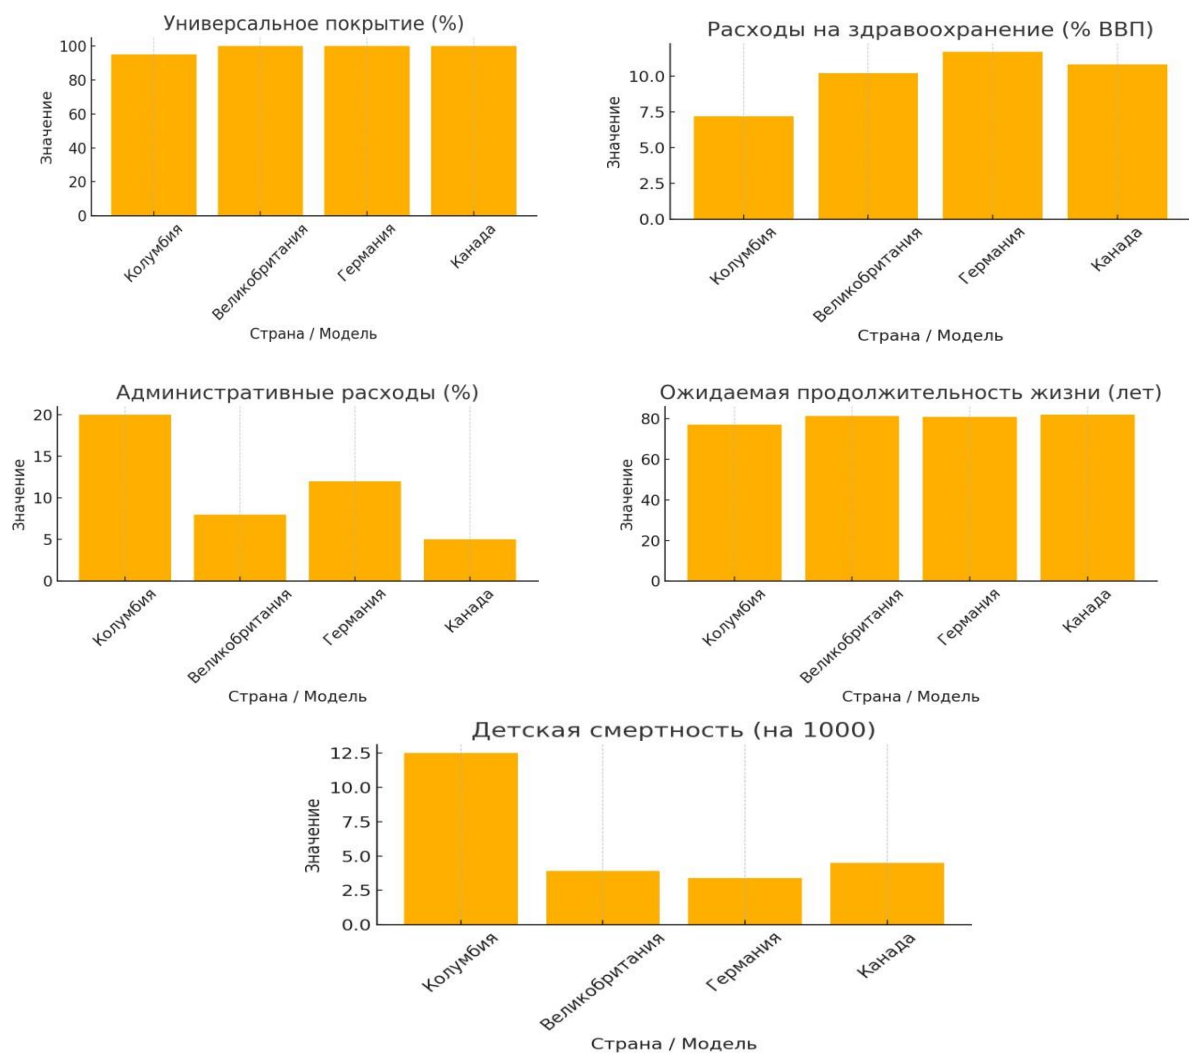 Универсальное покрытие (%)
Значение
100
80
60
40
20
0
Колумбия
Великобритания
Германия
Канада
Страна / Модель
Расходы на здравоохранение (% ВВП)
Значение
10.0
7.5
5.0
2.5
0.0
Колумбия
Великобритания
Германия
Канада
Страна / Модель
Административные расходы (%)
Значение
20
15
10
5
0
Колумбия
Великобритания
Германия
Канада
Страна / Модель
Ожидаемая продолжительность жизни (лет)
Значение
80
60
40
20
0
Колумбия
Великобритания
Германия
Канада
Страна / Модель
Детская смертность (на 1000)
Значение
12.5
10.0
7.5
5.0
2.5
0.0
Колумбия
Великобритания
Германия
Канада
Страна / Модель